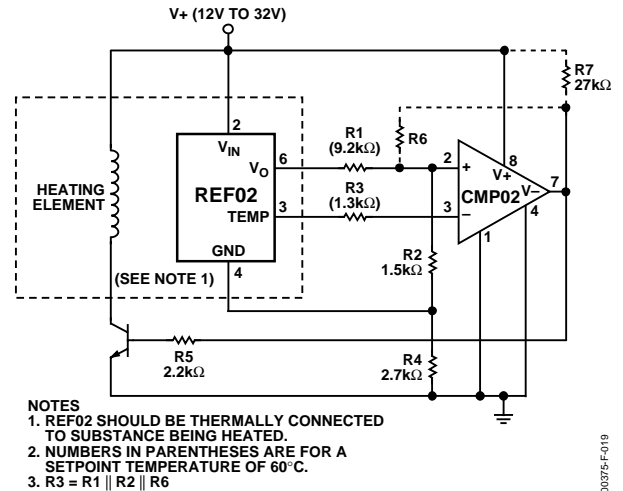 V+ (12V TO 32V)
R7
27kΩ
2
VIN
VO
6
R1
(9.2kΩ)
R6
2
+
8
V+
HEATING
ELEMENT
REF02
TEMP
3
R3
(1.3kΩ)
3
–
CMP02
V–
7
4
1
GND
4
(SEE NOTE 1)
R2
1.5kΩ
R5
2.2kΩ
R4
2.7kΩ
NOTES
1. REF02 SHOULD BE THERMALLY CONNECTED
TO SUBSTANCE BEING HEATED.
2. NUMBERS IN PARENTHESES ARE FOR A
SETPOINT TEMPERATURE OF 60°C.
3. R3 = R1 || R2 || R6
00375-F-019